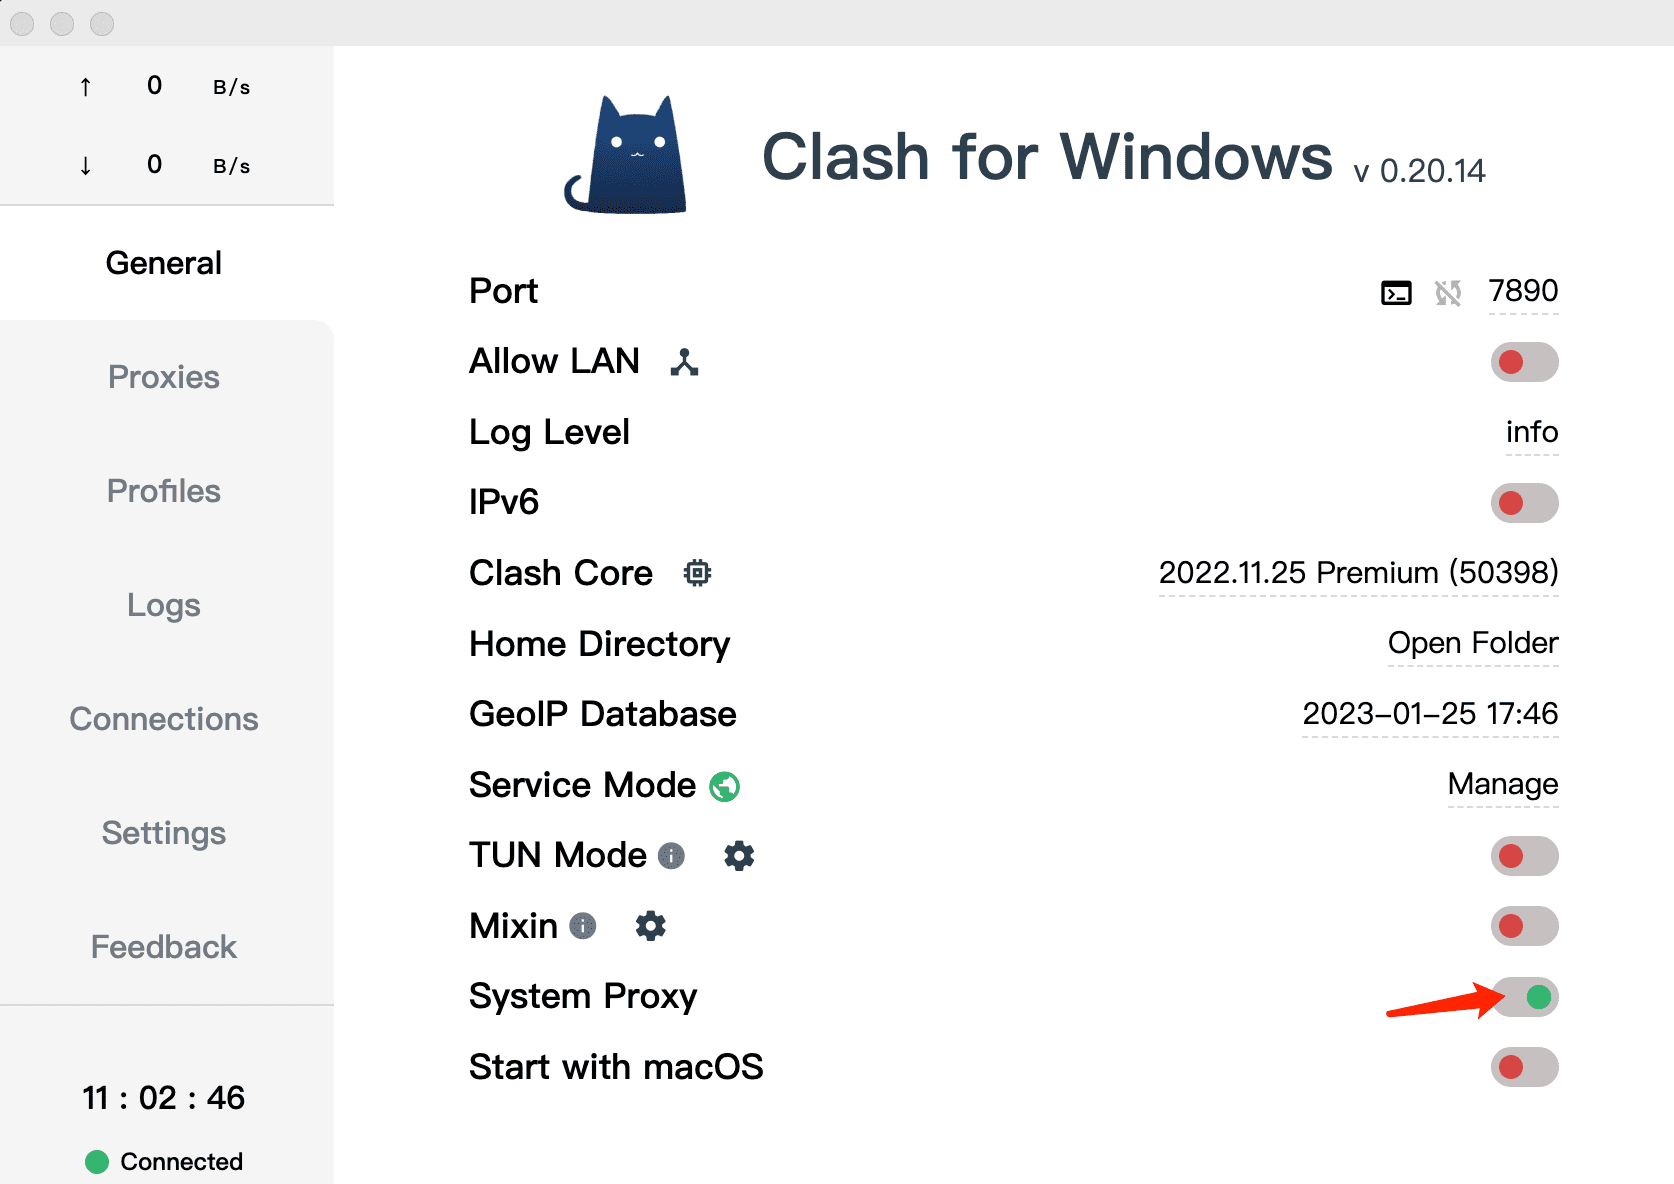 ↑ 0 B/s
↓ 0 B/s
General
Proxies
Profiles
Logs
Connections
Settings
Feedback
11 : 02 : 46
Connected
Clash for Windows v 0.20.14
Port 7890
Allow LAN
Log Level info
IPv6
Clash Core 2022.11.25 Premium (50398)
Home Directory Open Folder
GeoIP Database 2023-01-25 17:46
Service Mode Manage
TUN Mode
Mixin
System Proxy
Start with macOS